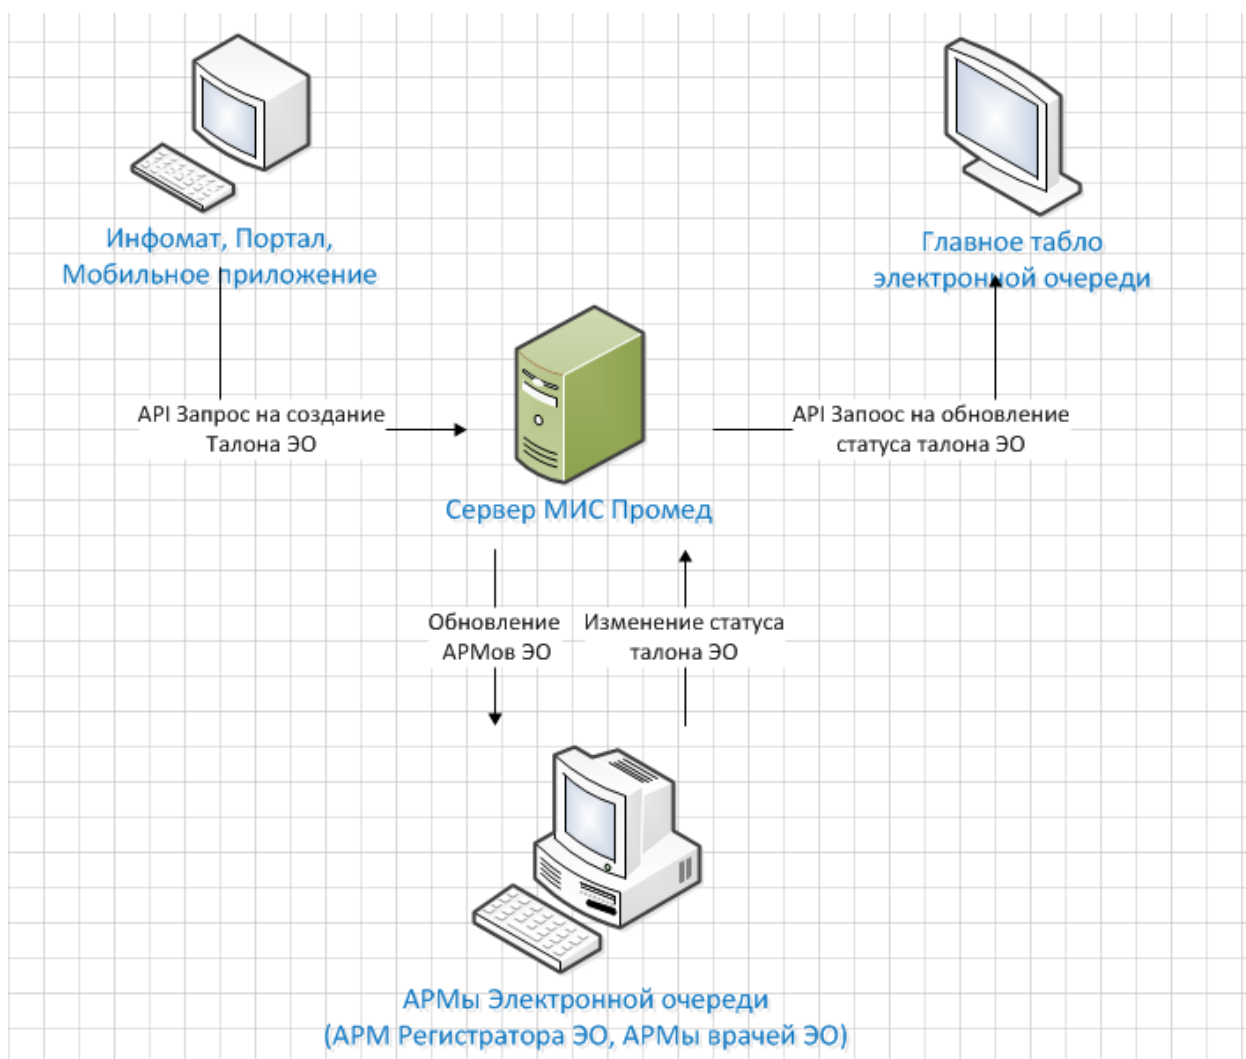 Инфомат, Портал,
Мобильное приложение
Главное табло
электронной очереди
API Запрос на создание
Талона ЭО
API Запоос на обновление
статуса талона ЭО
Сервер МИС Промед
Обновление
АРМов ЭО
Изменение статуса
талона ЭО
АРМы Электронной очереди
(АРМ Регистратора ЭО, АРМы врачей ЭО)